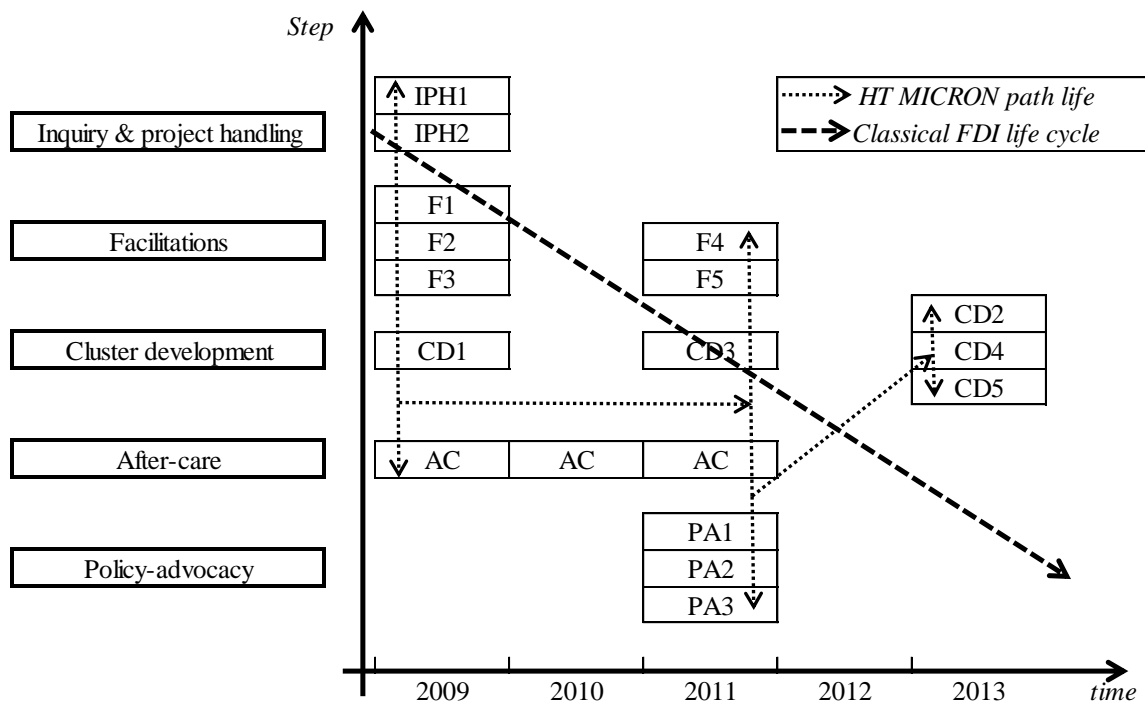 Step
IPH1
HT MICRON path life
Inquiry & project handling
IPH2
Classical FDI life cycle
F1
Facilitations
F2
F4
F3
F5
CD2
Cluster development
CD1
CD3
CD4
CD5
After-care
AC
AC
AC
PA1
Policy-advocacy
PA2
PA3
2009
2010
2011
2012
2013
time